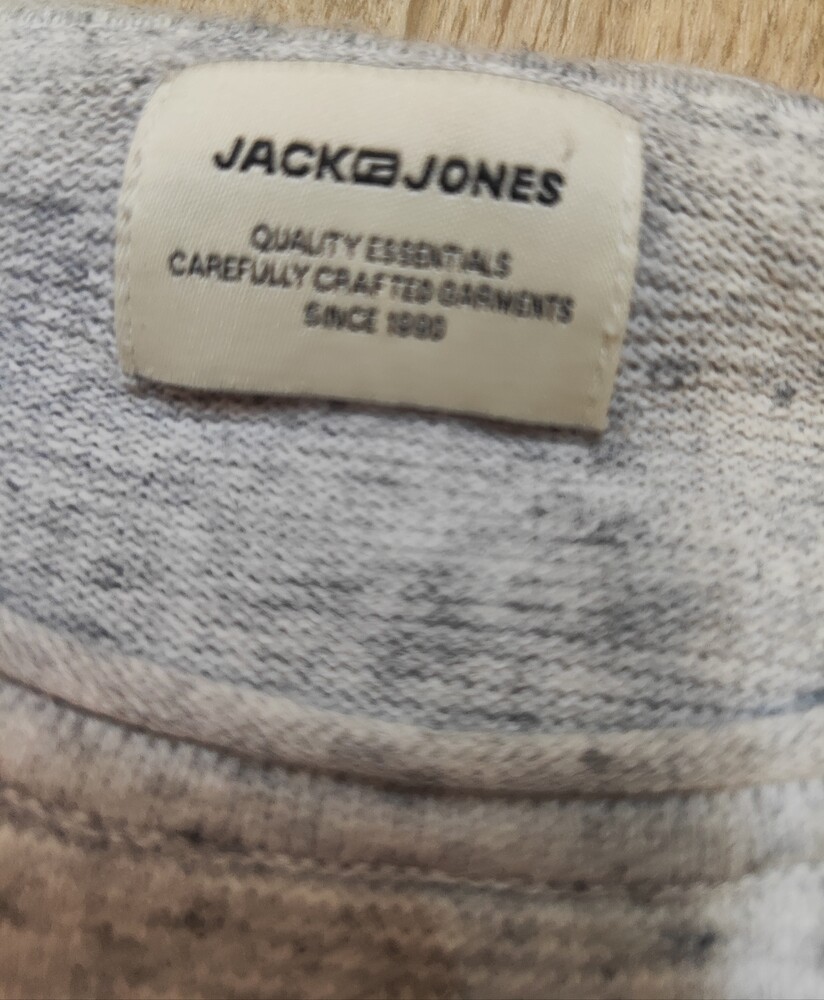 JACK&JONES
QUALITY ESSENTIALS
CAREFULLY CRAFTED GARMENTS
SINCE 1990